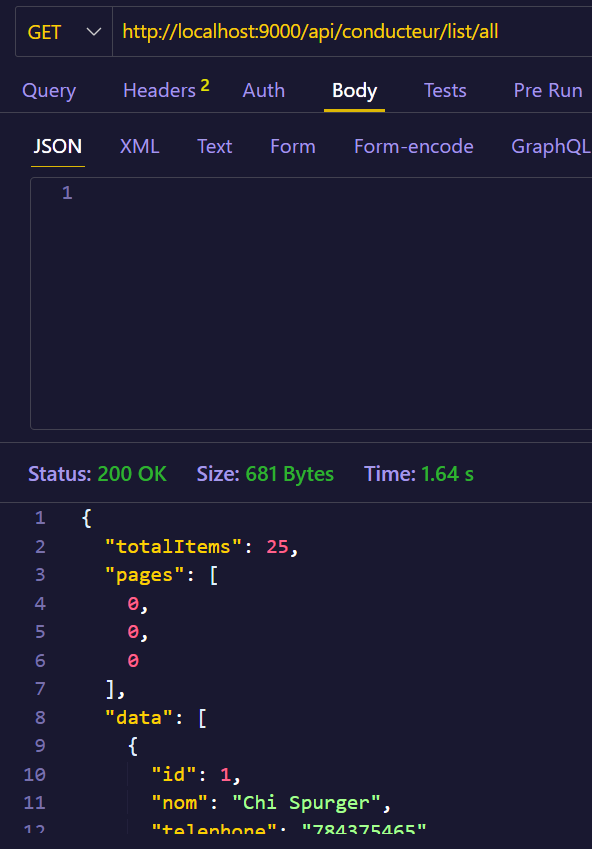 GET http://localhost:9000/api/conducteur/list/all
Query Headers 2 Auth Body Tests Pre Run
JSON XML Text Form Form-encode GraphQL
1
Status: 200 OK Size: 681 Bytes Time: 1.64 s
1 {
2 "totalItems": 25,
3 "pages": [
4 0,
5 0,
6 0
7 ],
8 "data": [
9 {
10 "id": 1,
11 "nom": "Chi Spurger",
12 "telephone": "784375465"